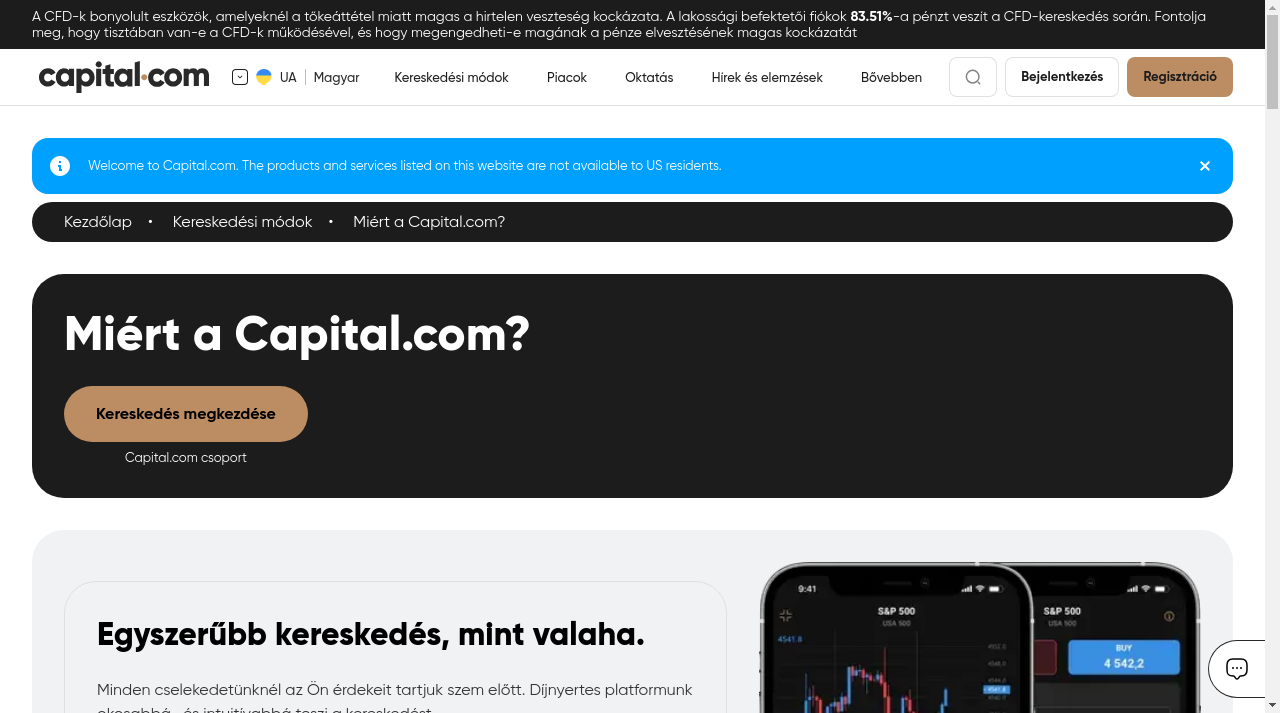 A CFD-k bonyolult eszközök, amelyeknél a tőkeáttétel miatt magas a hirtelen veszteség kockázata. A lakossági befektetői fiókok 83.51%-a pénzt veszít a CFD-kereskedés során. Fontolja
meg, hogy tisztában van-e a CFD-k működésével, és hogy megengedheti-e magának a pénze elvesztésének magas kockázatát
capital.com UA Magyar Kereskedési módok Piacok Oktatás Hírek és elemzések Bővebben Bejelentkezés Regisztráció
Welcome to Capital.com. The products and services listed on this website are not available to US residents.
Kezdőlap • Kereskedési módok • Miért a Capital.com?
Miért a Capital.com?
Kereskedés megkezdése
Capital.com csoport
9:41
S&P 500 S&P 500
USA 500 USA 500
4541.8
BUY
4 542,2
Egyszerűbb kereskedés, mint valaha.
Minden cselekedetünknél az Ön érdekeit tartjuk szem előtt. Díjnyertes platformunk
okosabbá, és intuitívabbá teszi a kereskedést.